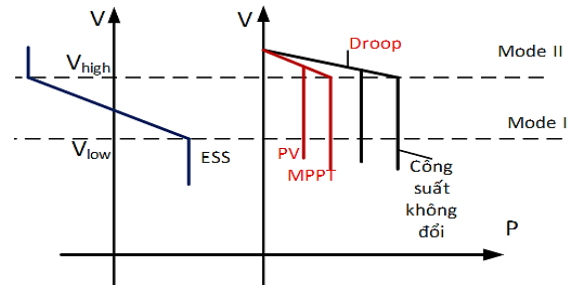 V
V
Droop
Mode II
Vhigh
Mode I
Vlow
ESS
PV
MPPT
Công
suất
không
đổi
P